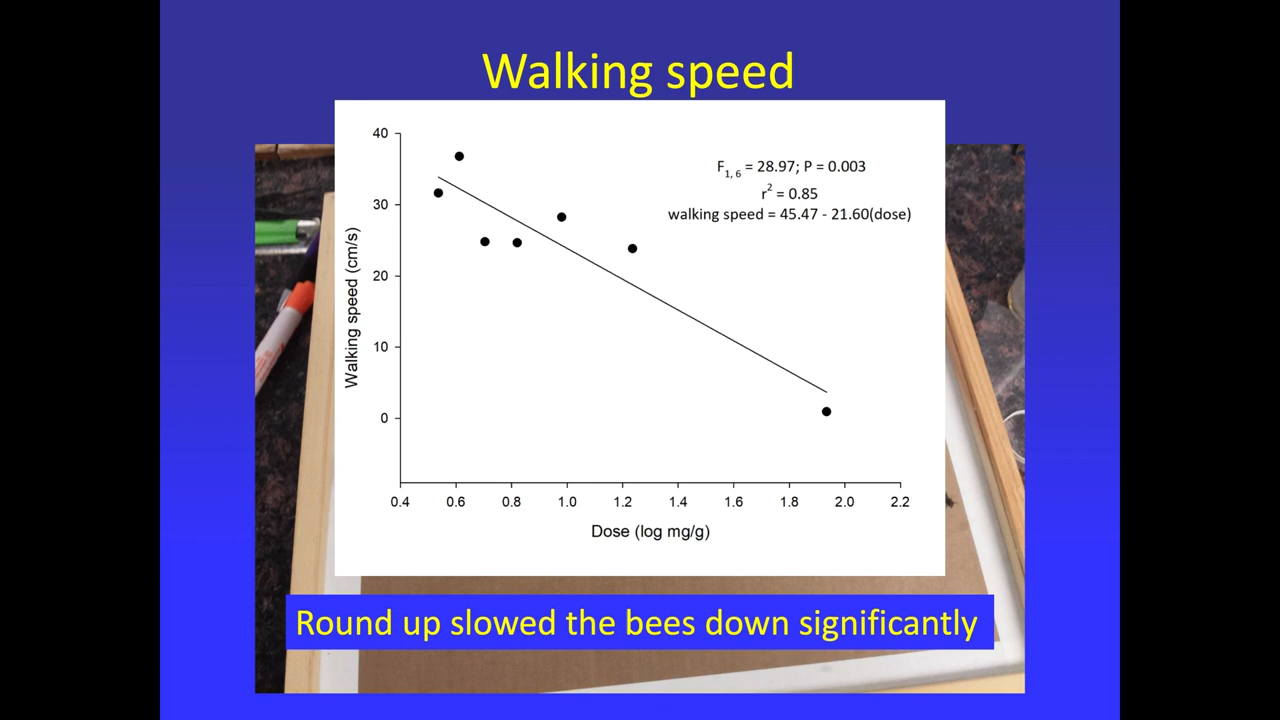 Walking speed
F1, 6 = 28.97; P = 0.003
r2 = 0.85
walking speed = 45.47 - 21.60(dose)
Walking speed (cm/s)
40
30
20
10
0
0.4 0.6 0.8 1.0 1.2 1.4 1.6 1.8 2.0 2.2
Dose (log mg/g)
Round up slowed the bees down significantly